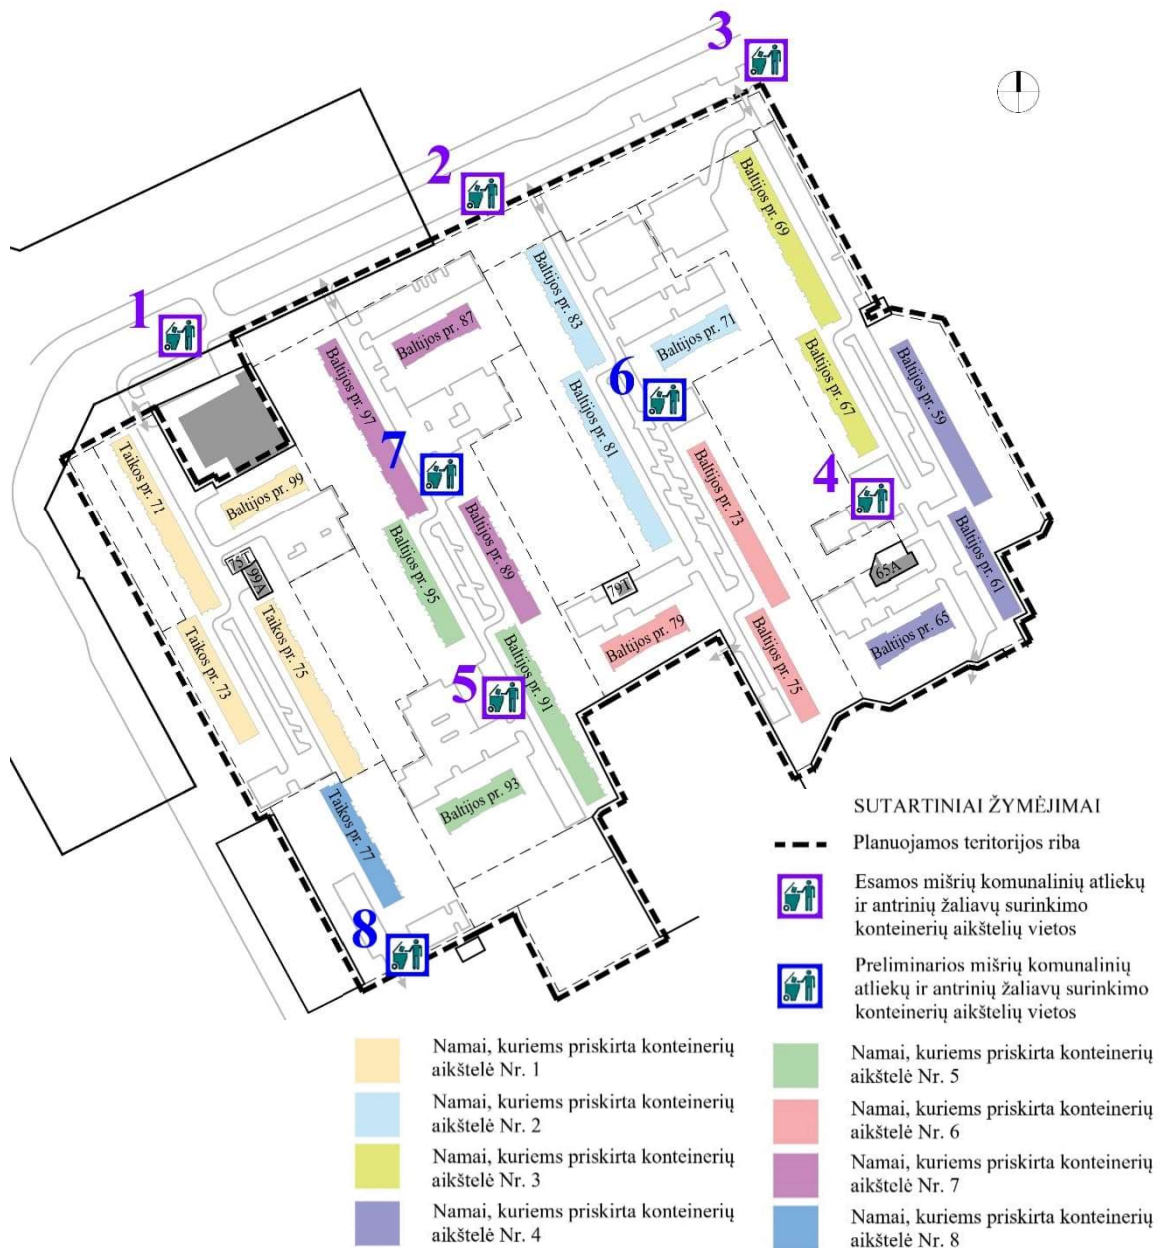 3
2
1
Baltijos pr. 69
Baltijos pr. 83
Baltijos pr. 71
Baltijos pr. 87
Baltijos pr. 97
Baltijos pr. 67
Baltijos pr. 59
6
Baltijos pr. 81
7
Taikos pr. 71
Baltijos pr. 99
Baltijos pr. 73
4
Baltijos pr. 95
Baltijos pr. 89
75T
99A
79T
65A
Baltijos pr. 61
Taikos pr. 73
Taikos pr. 75
Baltijos pr. 79
Baltijos pr. 65
Baltijos pr. 75
5
Baltijos pr. 91
Baltijos pr. 93
Taikos pr. 77
8
SUTARTINIAI ŽYMĖJIMAI
Planuojamos teritorijos riba
Esamos mišrių komunalinių atliekų
ir antrinių žaliavų surinkimo
konteinerių aikštelių vietos
Preliminarios mišrių komunalinių
atliekų ir antrinių žaliavų surinkimo
konteinerių aikštelių vietos
Namai, kuriems priskirta konteinerių
aikštelė Nr. 1
Namai, kuriems priskirta konteinerių
aikštelė Nr. 2
Namai, kuriems priskirta konteinerių
aikštelė Nr. 3
Namai, kuriems priskirta konteinerių
aikštelė Nr. 4
Namai, kuriems priskirta konteinerių
aikštelė Nr. 5
Namai, kuriems priskirta konteinerių
aikštelė Nr. 6
Namai, kuriems priskirta konteinerių
aikštelė Nr. 7
Namai, kuriems priskirta konteinerių
aikštelė Nr. 8